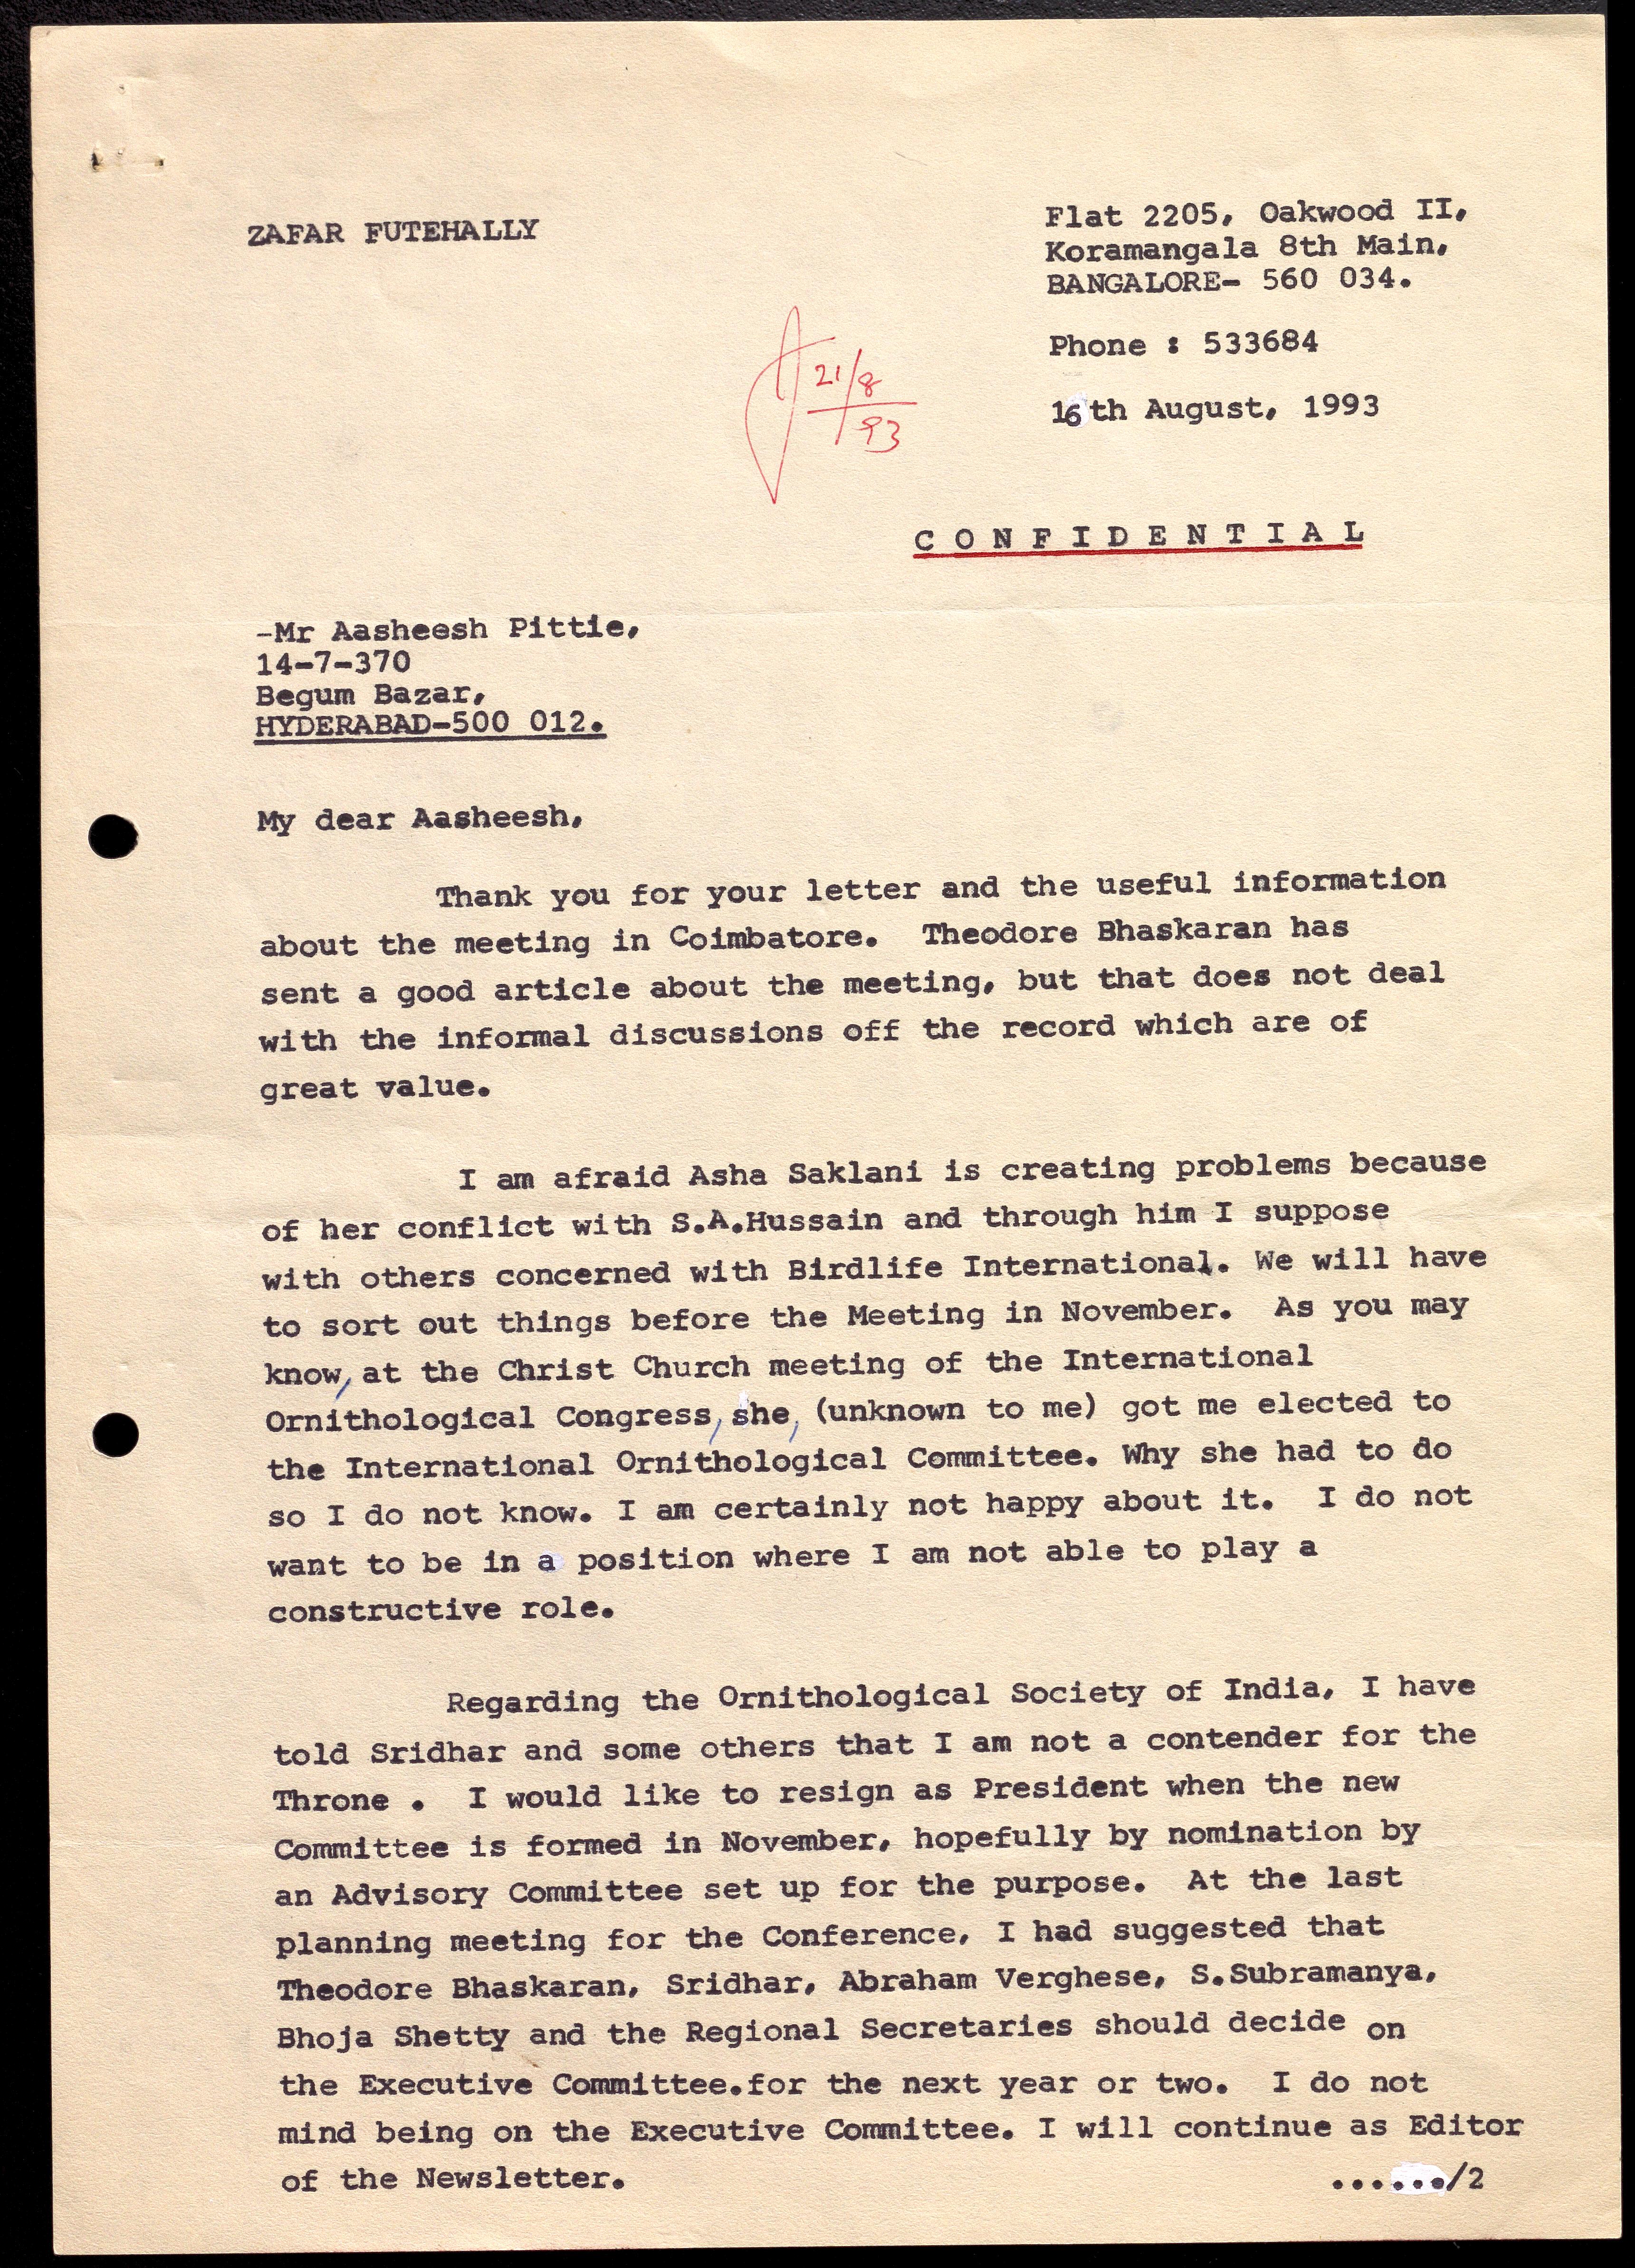 ZAFAR FUTEHALLY
Flat 2205, Oakwood II,
Koramangala 8th Main,
BANGALORE- 560 034.
Phone : 533684
16th August, 1993
21/8
93
C O N F I D E N T I A L
-Mr Aasheesh Pittie,
14-7-370
Begum Bazar,
HYDERABAD-500 012.
My dear Aasheesh,
Thank you for your letter and the useful information
about the meeting in Coimbatore. Theodore Bhaskaran has
sent a good article about the meeting, but that does not deal
with the informal discussions off the record which are of
great value.
I am afraid Asha Saklani is creating problems because
of her conflict with S.A.Hussain and through him I suppose
with others concerned with Birdlife International. We will have
to sort out things before the Meeting in November. As you may
know, at the Christ Church meeting of the International
Ornithological Congress, she, (unknown to me) got me elected to
the International Ornithological Committee. Why she had to do
so I do not know. I am certainly not happy about it. I do not
want to be in a position where I am not able to play a
constructive role.
Regarding the Ornithological Society of India, I have
told Sridhar and some others that I am not a contender for the
Throne . I would like to resign as President when the new
Committee is formed in November, hopefully by nomination by
an Advisory Committee set up for the purpose. At the last
planning meeting for the Conference, I had suggested that
Theodore Bhaskaran, Sridhar, Abraham Verghese, S.Subramanya,
Bhoja Shetty and the Regional Secretaries should decide on
the Executive Committee.for the next year or two. I do not
mind being on the Executive Committee. I will continue as Editor
of the Newsletter.
....../2